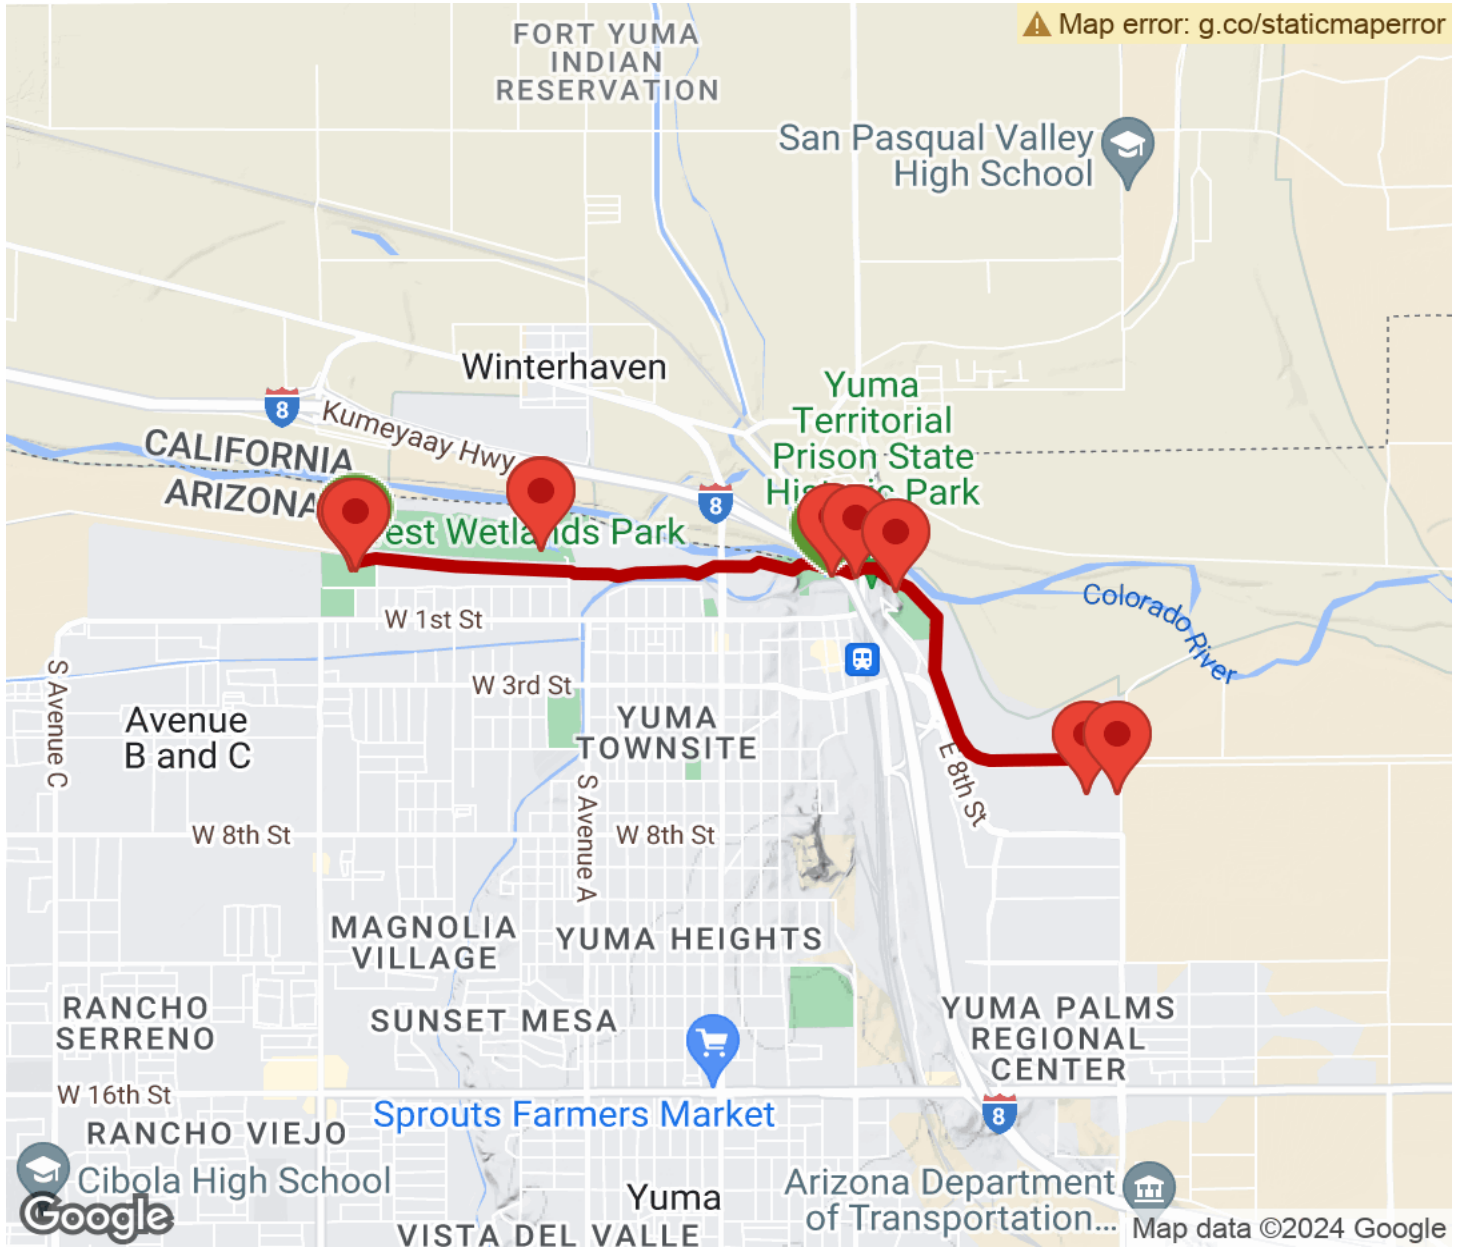 Map error: g.co/staticmaperror
FORT YUMA
INDIAN
RESERVATION
San Pasqual Valley
High School
Winterhaven
Yuma
Territorial
Prison State
Park
8
Kumeyaay Hwy
CALIFORNIA
ARIZONA
8
est Wetlands Park
Colorado River
W 1st St
S Avenue C
W 3rd St
Avenue
B and C
YUMA
TOWNSITE
E 8th St
S Avenue A
W 8th St
W 8th St
MAGNOLIA
VILLAGE
YUMA HEIGHTS
RANCHO
SERRENO
SUNSET MESA
YUMA PALMS
REGIONAL
CENTER
W 16th St
Sprouts Farmers Market
8
RANCHO VIEJO
Cibola High School
Yuma
Arizona Department
of Transportation...
Google
VISTA DEL VALLE
Map data ©2024 Google